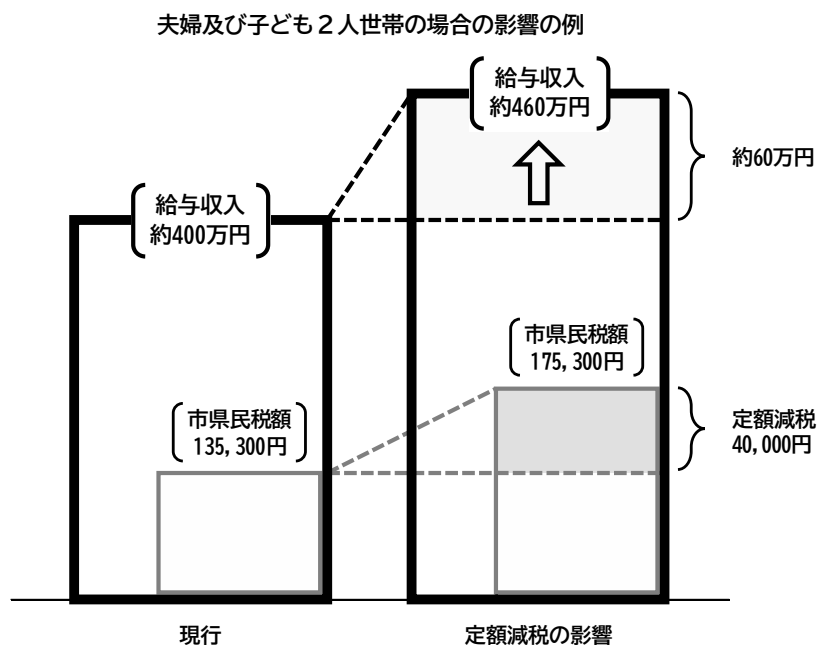 夫婦及び子ども２人世帯の場合の影響の例
給与収入
約460万円
約60万円
給与収入
約400万円
市県民税額
175,300円
市県民税額
135,300円
定額減税
40,000円
現行
定額減税の影響